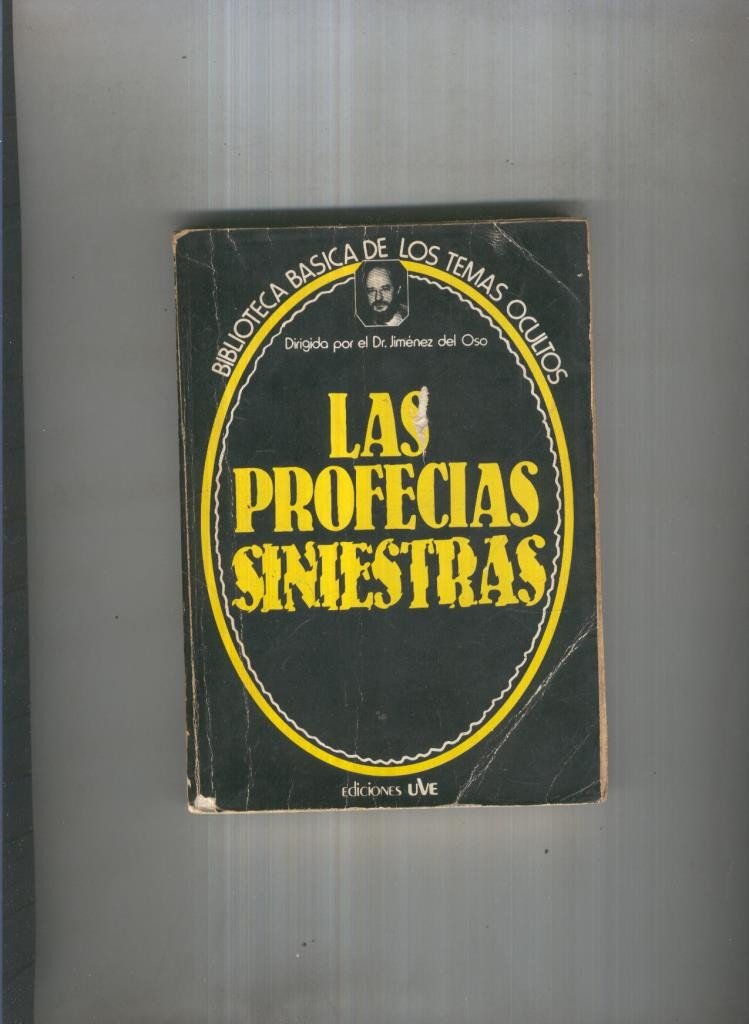 BIBLIOTECA BASICA DE LOS TEMAS OCULTOS
Dirigida por el Dr. Jiménez del Oso
LAS
PROFECIAS
SINIESTRAS
ediciones UVE